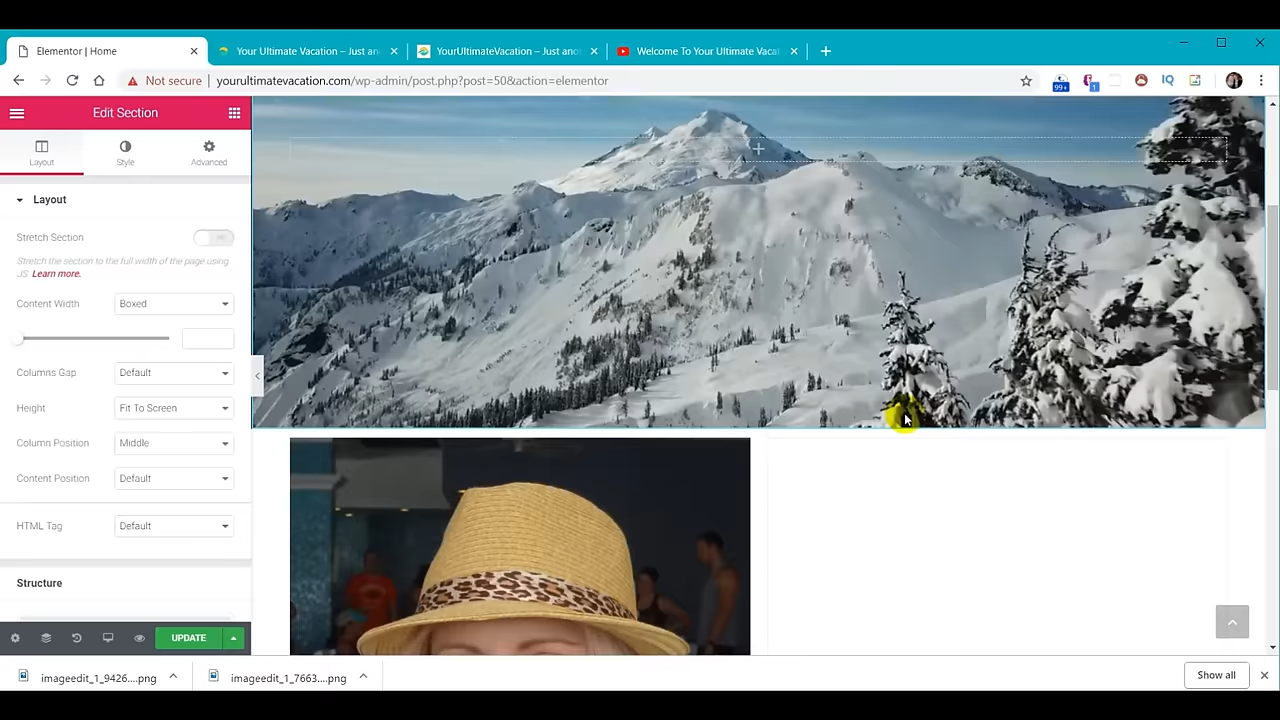 Elementor | Home
Your Ultimate Vacation – Just an
YourUltimateVacation – Just ano
Welcome To Your Ultimate Vacat
Not secure | yourultimatevacation.com/wp-admin/post.php?post=50&action=elementor
99+
1
IQ
Edit Section
Layout
Style
Advanced
Layout
Stretch Section
NO
Stretch the section to the full width of the page using JS.
Learn more.
Content Width
Boxed
Columns Gap
Default
Height
Fit To Screen
Column Position
Middle
Content Position
Default
HTML Tag
Default
Structure
UPDATE
imageedit_1_9426....png
imageedit_1_7663....png
Show all